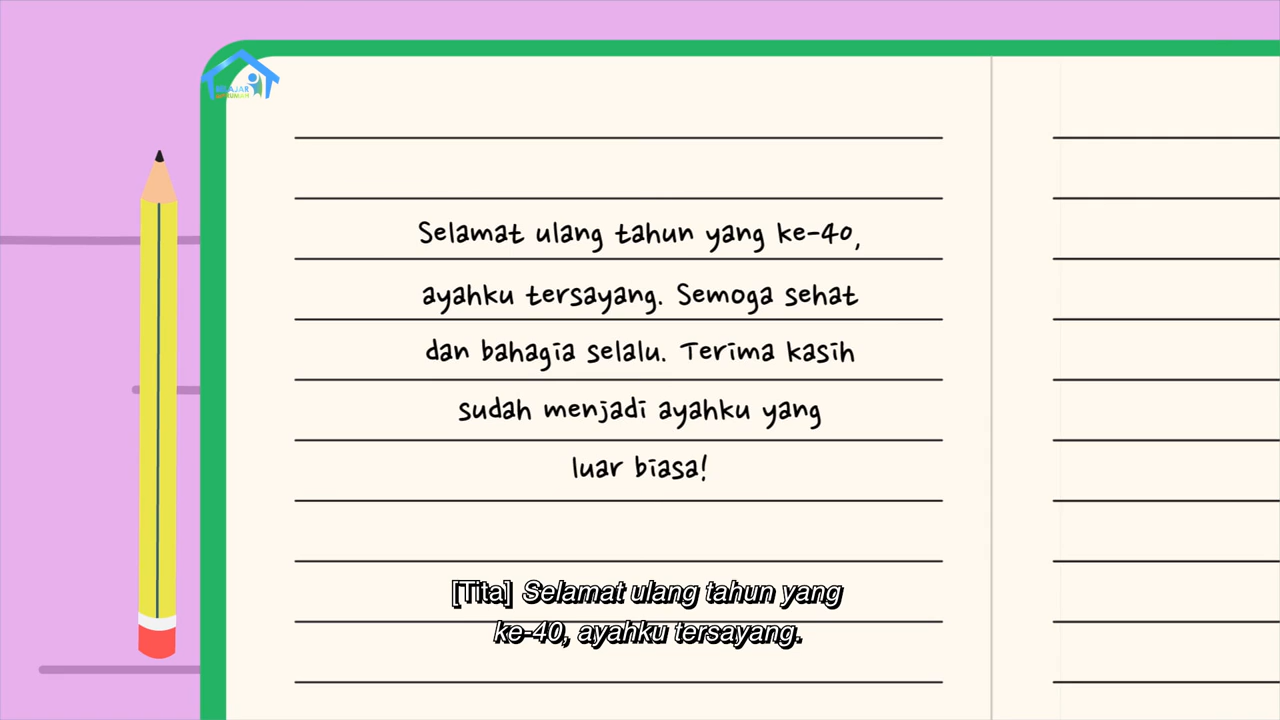 BELAJAR
Selamat ulang tahun yang ke-40,
ayahku tersayang. Semoga sehat
dan bahagia selalu. Terima kasih
sudah menjadi ayahku yang
luar biasa!
[Tita] Selamat ulang tahun yang
ke-40, ayahku tersayang.